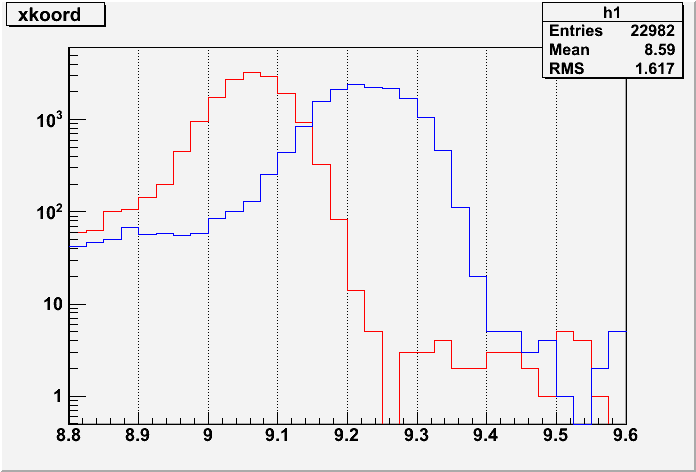 xkoord
h1
Entries 22982
Mean 8.59
RMS 1.617
10³
10²
10
1
8.8 8.9 9 9.1 9.2 9.3 9.4 9.5 9.6